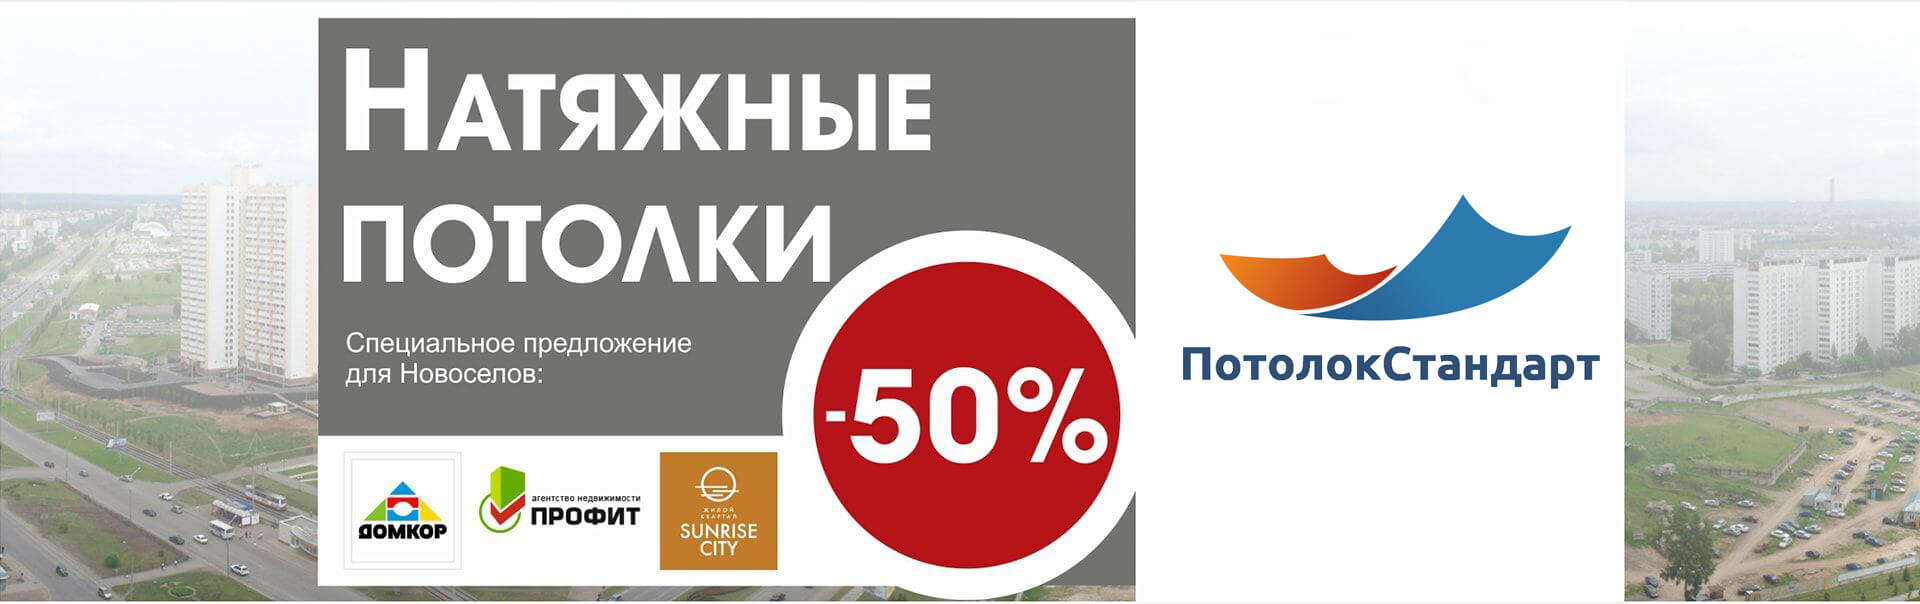 Натяжные
потолки
Специальное предложение
для Новоселов:
-50%
ДОМКОР
агентство недвижимости
ПРОФИТ
ЖИЛОЙ
КВАРТАЛ
SUNRISE
CITY
ПотолокСтандарт